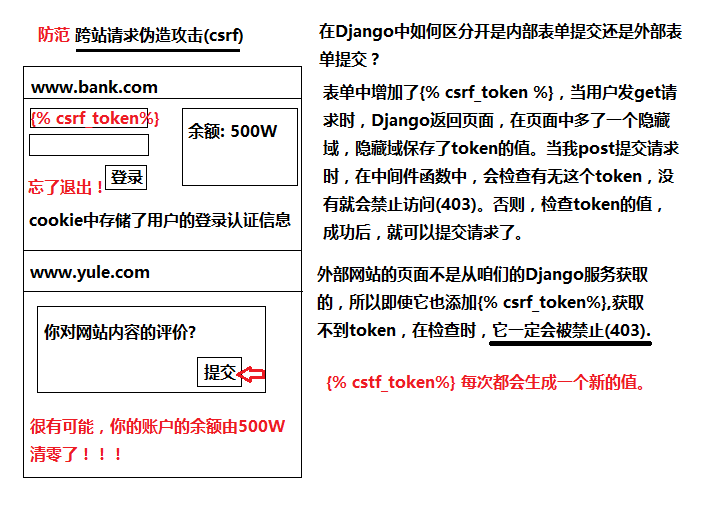 防范 跨站请求伪造攻击(csrf)
www.bank.com
{% csrf_token%}
余额: 500W
忘了退出！
登录
cookie中存储了用户的登录认证信息
www.yule.com
你对网站内容的评价?
提交
很有可能，你的账户的余额由500W
清零了！！！
在Django中如何区分开是内部表单提交还是外部表
单提交？
表单中增加了{% csrf_token %}，当用户发get请
求时，Django返回页面，在页面中多了一个隐藏
域，隐藏域保存了token的值。当我post提交请求
时，在中间件函数中，会检查有无这个token，没
有就会禁止访问(403)。否则，检查token的值，
成功后，就可以提交请求了。
外部网站的页面不是从咱们的Django服务获取
的，所以即使它也添加{% csrf_token%},获取
不到token，在检查时，它一定会被禁止(403).
{% cstf_token%} 每次都会生成一个新的值。